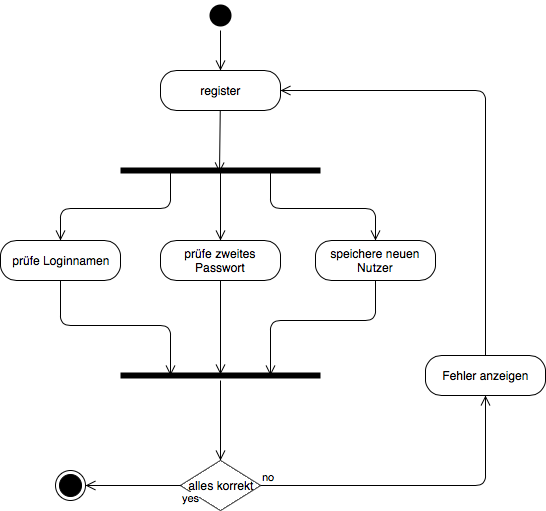 register
prüfe Loginnamen
prüfe zweites
Passwort
speichere neuen
Nutzer
Fehler anzeigen
alles korrekt
no
yes